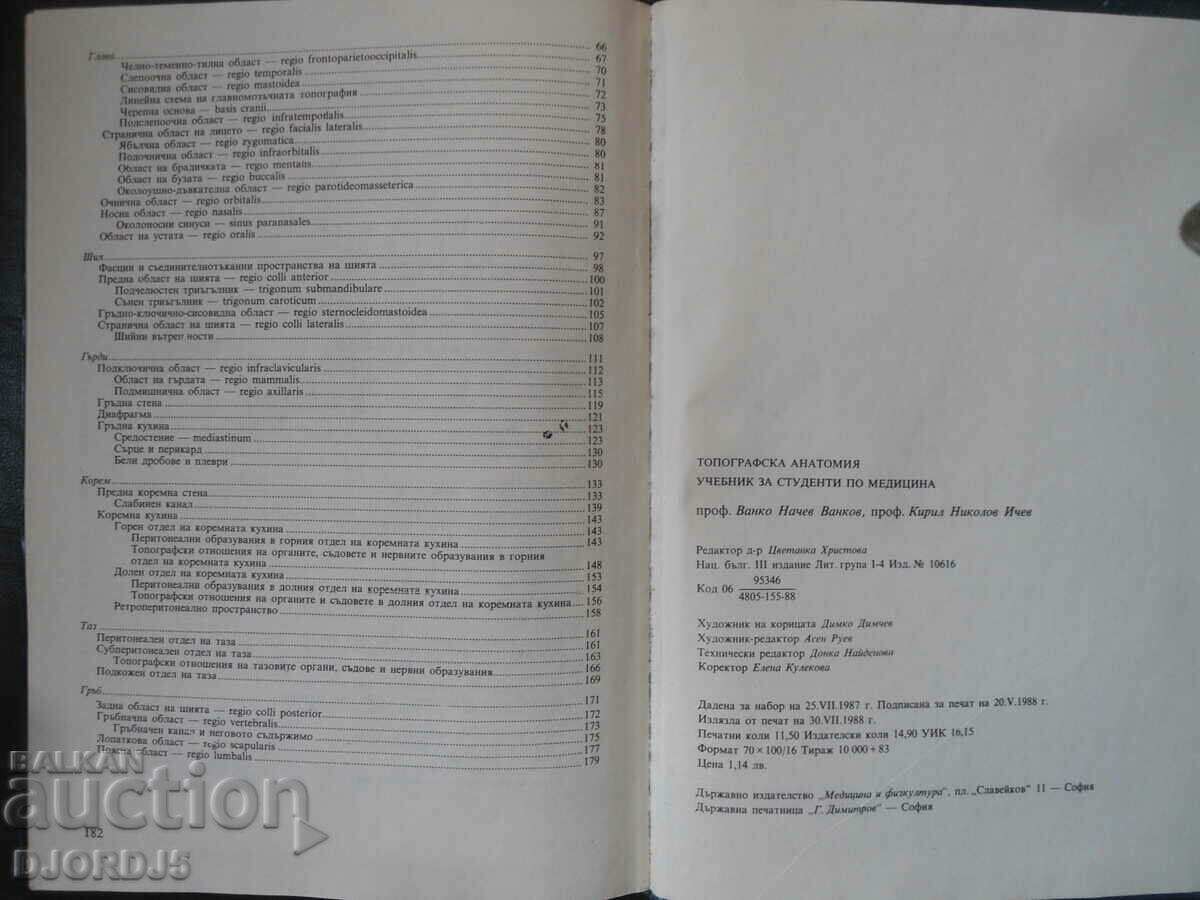 Глава 66
Челно-теменно-тилна област — regio frontoparietooccipitalis 67
Слепоочна област — regio temporalis 70
Сисовидна област — regio mastoidea 71
Линейна схема на главномозъчната топография 72
Черепна основа — basis cranii 73
Подслепоочна област — regio infratemporalis 75
Странична област на лицето — regio facialis lateralis 78
Ябълчна област — regio zygomatica 80
Подочнична област — regio infraorbitalis 80
Област на брадичката — regio mentalis 81
Област на бузата — regio buccalis 81
Околоушно-дъвкателна област — regio parotideomasseterica 82
Очнична област — regio orbitalis 83
Носна област — regio nasalis 87
Околоносни синуси — sinus paranasales 91
Област на устата — regio oralis 92
Шия 97
Фасции и съединителнотъканни пространства на шията 98
Предна област на шията — regio colli anterior 100
Подчелюстен триъгълник — trigonum submandibulare 101
Сънен триъгълник — trigonum caroticum 102
Гръдно-ключично-сисовидна област — regio sternocleidomastoidea 105
Странична област на шията — regio colli lateralis 107
Шийни вътрешности 108
Гърди 111
Подключична област — regio infraclavicularis 112
Област на гърдата — regio mammalis 113
Подмишнична област — regio axillaris 115
Гръдна стена 119
Диафрагма 121
Гръдна кухина 123
Средостение — mediastinum 123
Сърце и перикард 130
Бели дробове и плеври 130
Корем 133
Предна коремна стена 133
Слабинен канал 139
Коремна кухина 143
Горен отдел на коремната кухина 143
Перитонеални образувания в горния отдел на коремната кухина 143
Топографски отношения на органите, съдовете и нервните образувания в горния
отдел на коремната кухина 148
Долен отдел на коремната кухина 153
Перитонеални образувания в долния отдел на коремната кухина 154
Топографски отношения на органите и съдовете в долния отдел на коремната кухина 156
Ретроперитонеално пространство 158
Таз 161
Перитонеален отдел на таза 161
Субперитонеален отдел на таза 163
Топографски отношения на тазовите органи, съдове и нервни образувания 166
Подкожен отдел на таза 169
Гръб 171
Задна област на шията — regio colli posterior 172
Гръбначна област — regio vertebralis 173
Гръбначен канал и неговото съдържимо 175
Лопаткова област — regio scapularis 177
Поясна област — regio lumbalis 179
182
ТОПОГРАФСКА АНАТОМИЯ
УЧЕБНИК ЗА СТУДЕНТИ ПО МЕДИЦИНА
проф. Ванко Начев Ванков, проф. Кирил Николов Ичев
Редактор д-р Цветанка Христова
Нац. бълг. III издание Лит. група I-4 Изд. № 10616
Код 06 95346
4805-155-88
Художник на корицата Димко Димчев
Художник-редактор Асен Руев
Технически редактор Донка Найденова
Коректор Елена Кулекова
Дадена за набор на 25.VII.1987 г. Подписана за печат на 20.V.1988 г.
Излязла от печат на 30.VII.1988 г.
Печатни коли 11,50 Издателски коли 14,90 УИК 16,15
Формат 70×100/16 Тираж 10 000+83
Цена 1,14 лв.
Държавно издателство „Медицина и физкултура", пл. „Славейков" 11 — София
Държавна печатница „Г. Димитров" — София
BALKAN
auction
DJORDJ5